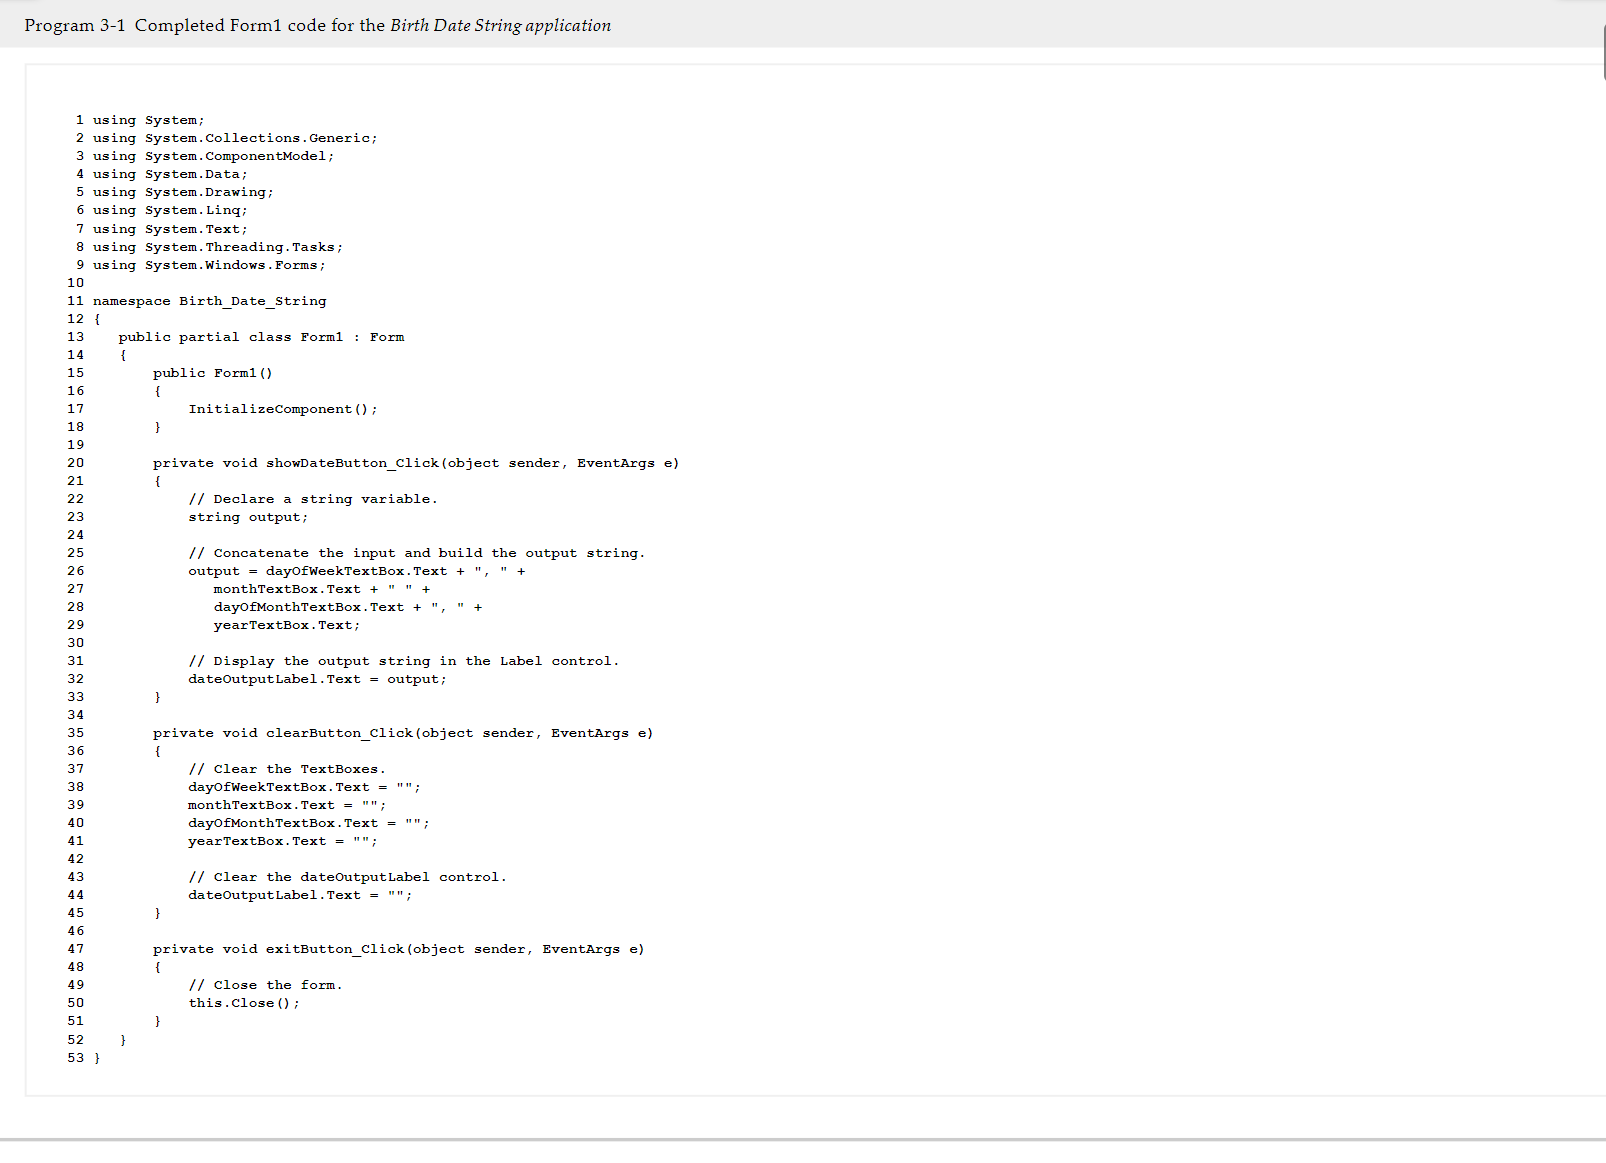 Program 3-1 Completed Form1 code for the Birth Date String application
1 using System;
2 using System.Collections.Generic;
3 using System.ComponentModel;
4 using System.Data;
5 using System.Drawing;
6 using System.Linq;
7 using System.Text;
8 using System.Threading.Tasks;
9 using System.Windows.Forms;
10
11 namespace Birth_Date_String
12 {
13    public partial class Form1 : Form
14    {
15        public Form1()
16        {
17            InitializeComponent();
18        }
19
20        private void showDateButton_Click(object sender, EventArgs e)
21        {
22            // Declare a string variable.
23            string output;
24
25            // Concatenate the input and build the output string.
26            output = dayOfWeekTextBox.Text + ", " +
27               monthTextBox.Text + " " +
28               dayOfMonthTextBox.Text + ", " +
29               yearTextBox.Text;
30
31            // Display the output string in the Label control.
32            dateOutputLabel.Text = output;
33        }
34
35        private void clearButton_Click(object sender, EventArgs e)
36        {
37            // Clear the TextBoxes.
38            dayOfWeekTextBox.Text = "";
39            monthTextBox.Text = "";
40            dayOfMonthTextBox.Text = "";
41            yearTextBox.Text = "";
42
43            // Clear the dateOutputLabel control.
44            dateOutputLabel.Text = "";
45        }
46
47        private void exitButton_Click(object sender, EventArgs e)
48        {
49            // Close the form.
50            this.Close();
51        }
52    }
53 }